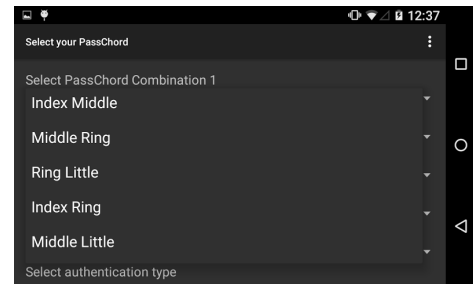 12:37
Select your PassChord
Select PassChord Combination 1
Index Middle
Middle Ring
Ring Little
Index Ring
Middle Little
Select authentication type